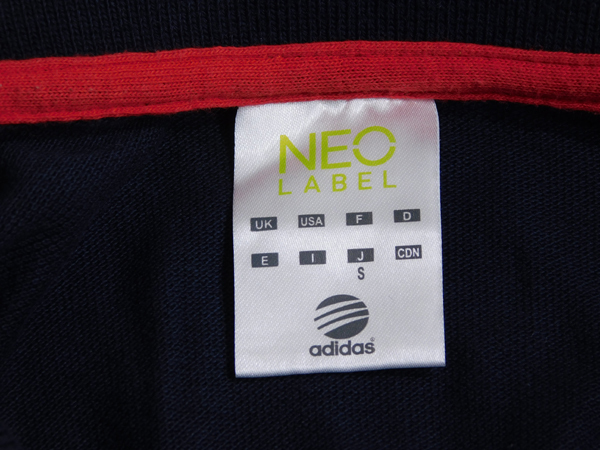 NEO
LABEL
UK USA F D
E I J CDN
S
adidas®